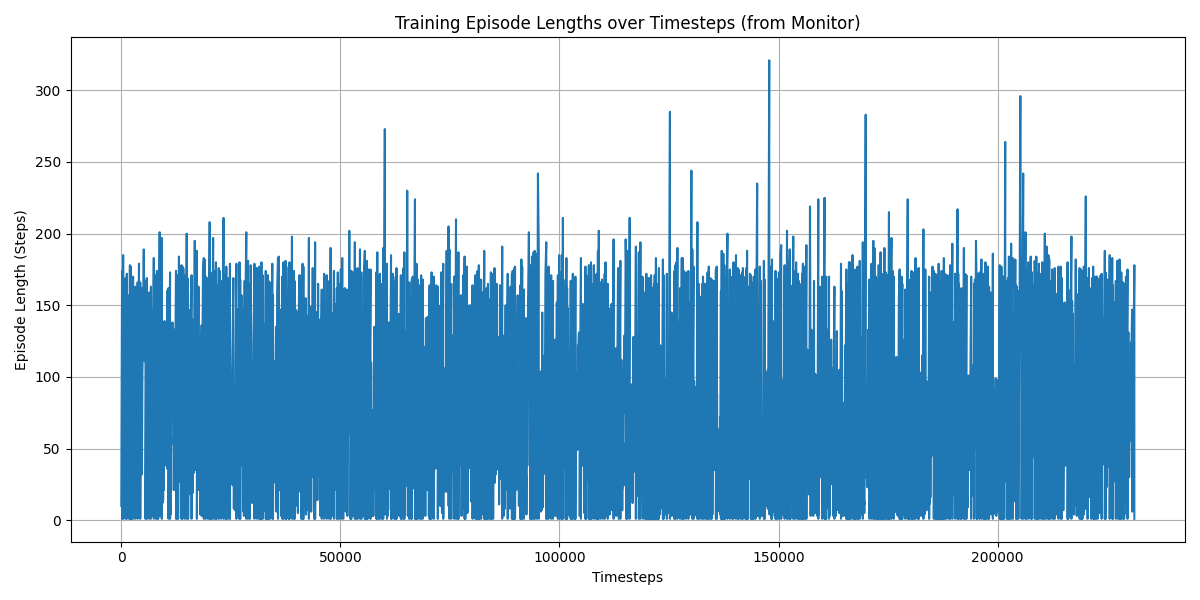 Training Episode Lengths over Timesteps (from Monitor)
Episode Length (Steps)
300
250
200
150
100
50
0
0 50000 100000 150000 200000
Timesteps